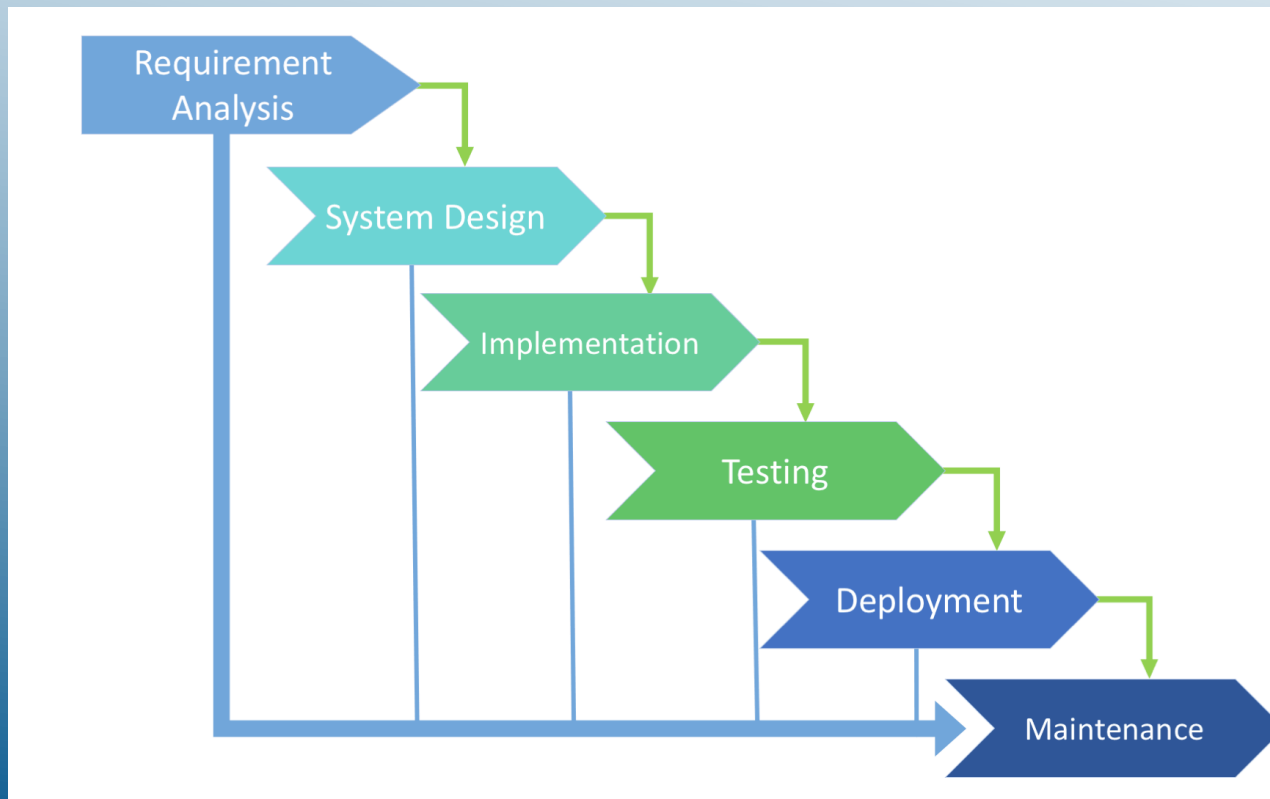 Requirement
Analysis
System Design
Implementation
Testing
Deployment
Maintenance